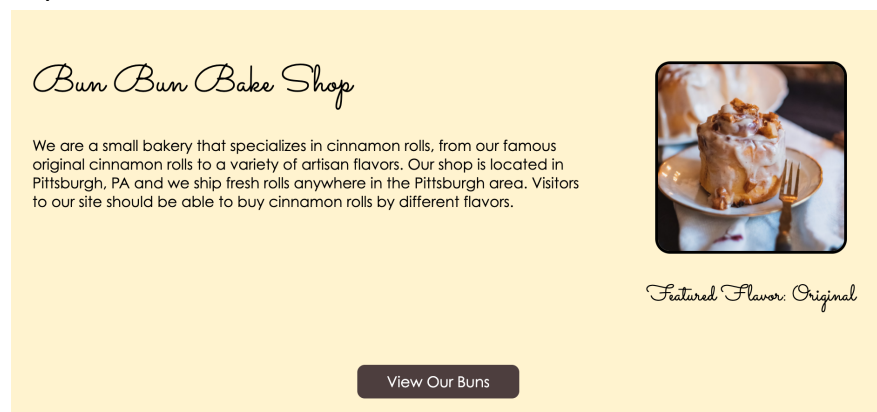 Bun Bun Bake Shop
We are a small bakery that specializes in cinnamon rolls, from our famous
original cinnamon rolls to a variety of artisan flavors. Our shop is located in
Pittsburgh, PA and we ship fresh rolls anywhere in the Pittsburgh area. Visitors
to our site should be able to buy cinnamon rolls by different flavors.
Featured Flavor: Original
View Our Buns